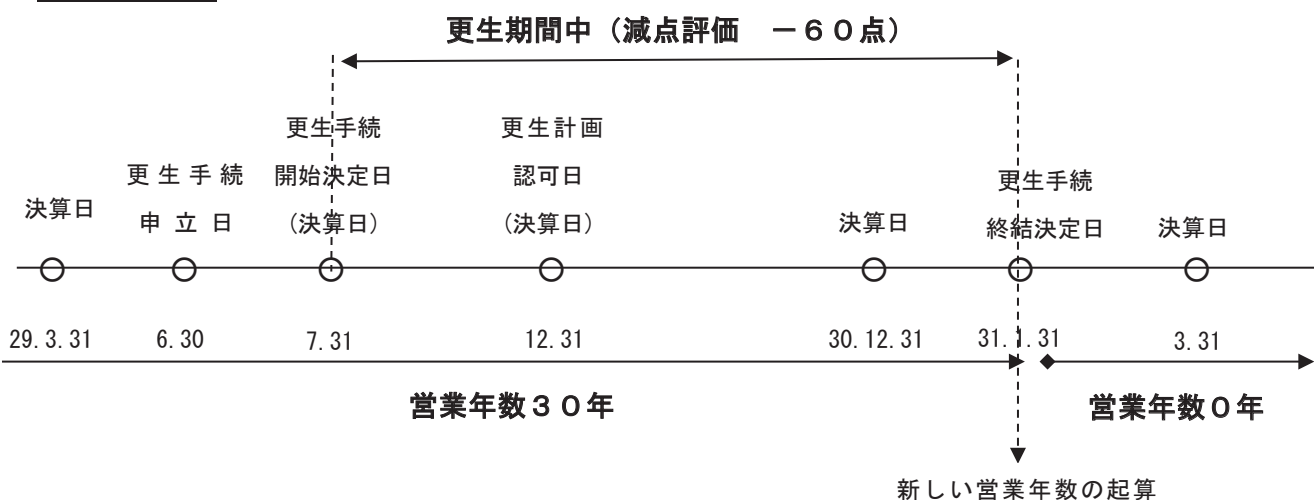 更生期間中（減点評価　－６０点）
決算日
更生手続
申立日
更生手続
開始決定日
（決算日）
更生計画
認可日
（決算日）
決算日
更生手続
終結決定日
決算日
29.3.31
6.30
7.31
12.31
30.12.31
31.1.31
3.31
営業年数３０年
営業年数０年
新しい営業年数の起算